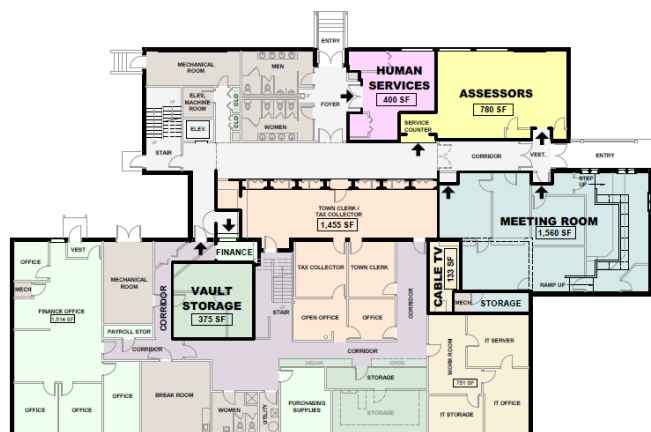 ENTRY
MECHANICAL
ROOM
MEN
HUMAN
SERVICES
400 SF
ASSESSORS
780 SF
ELEV.
MACHINE
ROOM
CLO
CLO
FOYER
UP
ELEV.
WOMEN
SERVICE
COUNTER
STAIR
CORRIDOR
VEST.
ENTRY
STEP
UP
TOWN CLERK /
TAX COLLECTOR
1,455 SF
MEETING ROOM
1,560 SF
VEST
OFFICE
MECHANICAL
ROOM
FINANCE
TAX COLLECTOR
TOWN CLERK
CABLE TV
133 SF
RAMP UP
MECH
FINANCE OFFICE
1,514 SF
CORRIDOR
VAULT
STORAGE
375 SF
STAIR
CORRIDOR
MECH.
STORAGE
PAYROLL STOR
OPEN OFFICE
OFFICE
CORRIDOR
CORRIDOR
IT SERVER
WORK ROOM
751 SF
STORAGE
OFFICE
OFFICE
OFFICE
BREAK ROOM
WOMEN
UTILITY
PURCHASING
SUPPLIES
STORAGE
IT STORAGE
IT OFFICE